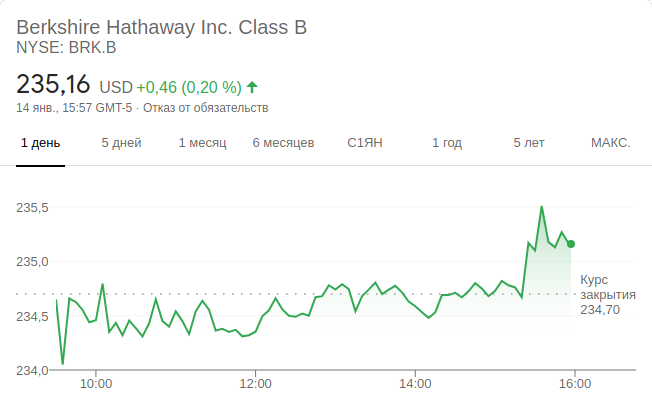 Berkshire Hathaway Inc. Class B
NYSE: BRK.B
235,16 USD +0,46 (0,20 %)
14 янв., 15:57 GMT-5 · Отказ от обязательств
1 день 5 дней 1 месяц 6 месяцев С1ЯН 1 год 5 лет МАКС.
235,5
235,0
Курс
закрытия
234,70
234,5
234,0
10:00 12:00 14:00 16:00